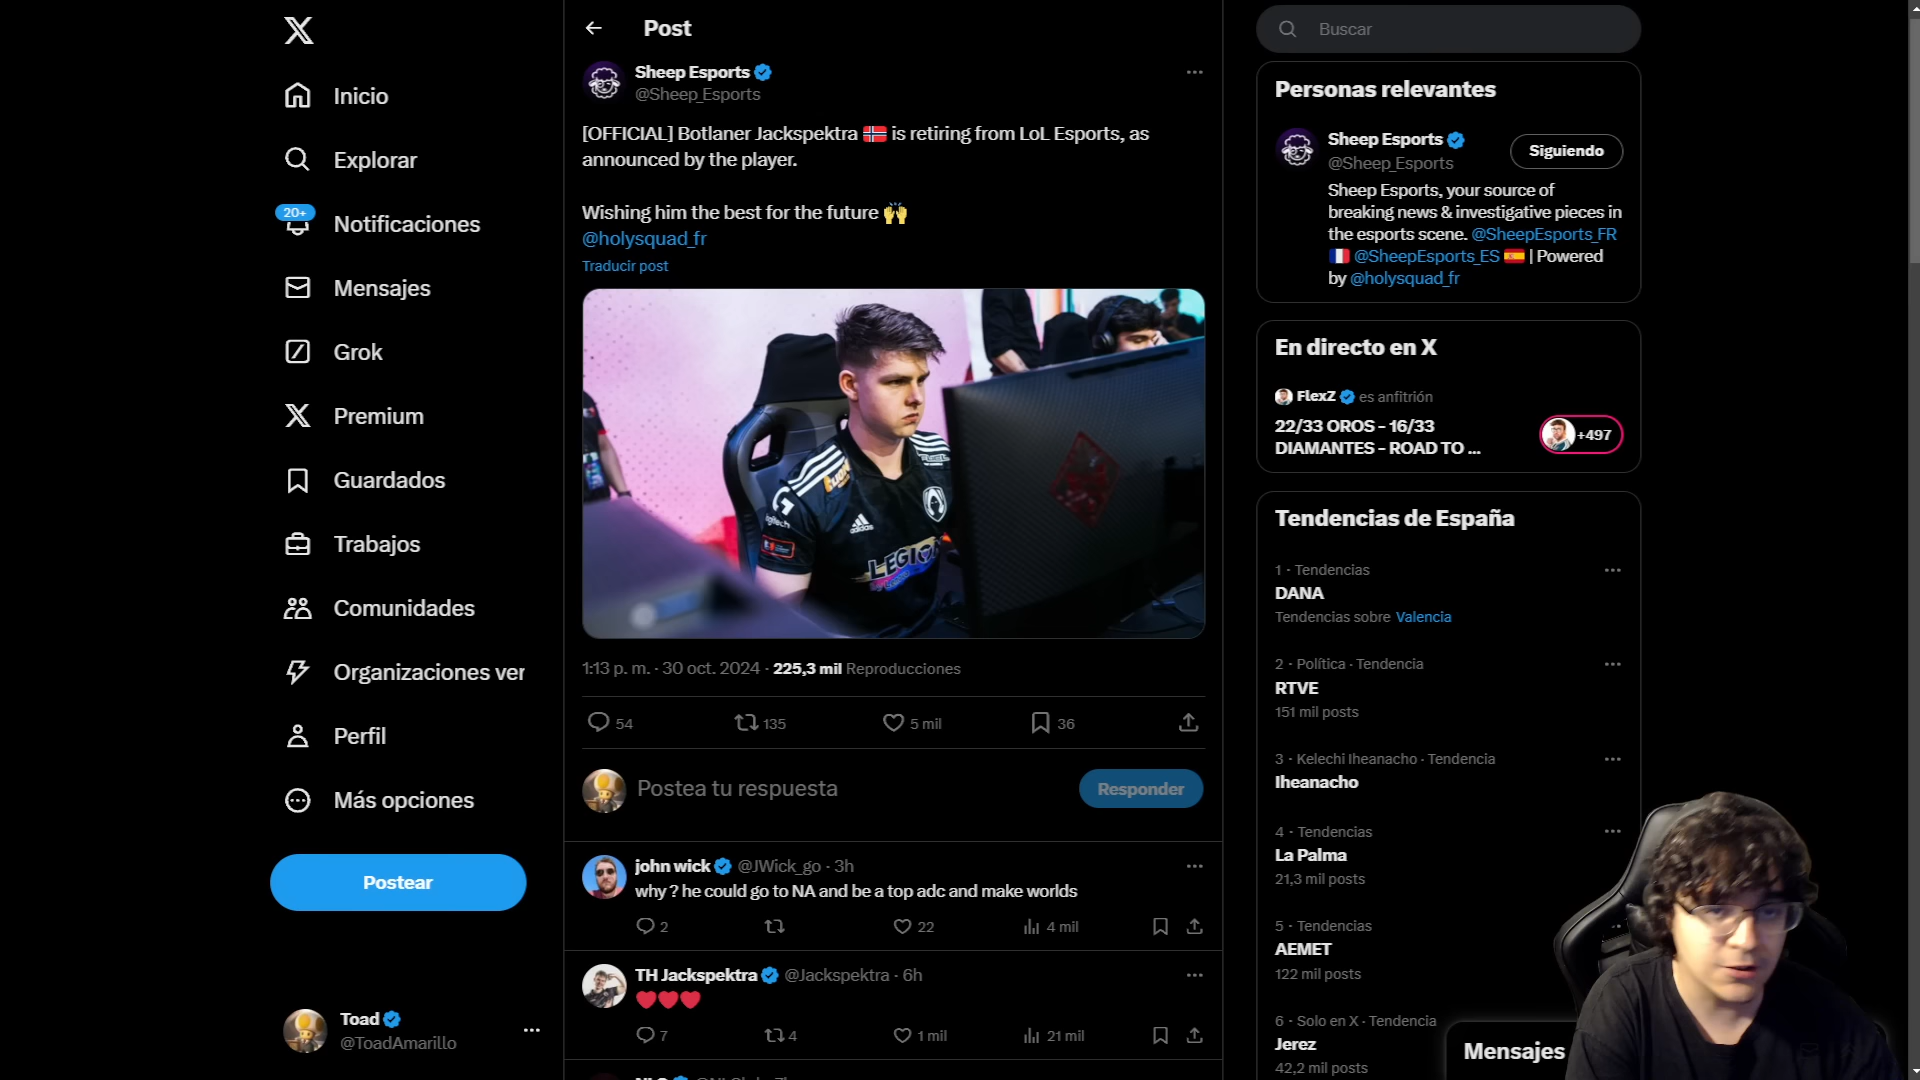 Inicio
Explorar
20+
Notificaciones
Mensajes
Grok
Premium
Guardados
Trabajos
Comunidades
Organizaciones ver
Perfil
Más opciones
Postear
Toad
@ToadAmarillo
Post
Sheep Esports
@Sheep_Esports
[OFFICIAL] Botlaner Jackspektra 🇳🇴 is retiring from LoL Esports, as
announced by the player.
Wishing him the best for the future 🙌
@holysquad_fr
Traducir post
logitech
adidas
LEGION
1:13 p. m. · 30 oct. 2024 · 225,3 mil Reproducciones
54
135
5 mil
36
Postea tu respuesta
Responder
john wick @JWick_go · 3h
why ? he could go to NA and be a top adc and make worlds
2
22
4 mil
TH Jackspektra @Jackspektra · 6h
❤️❤️❤️
7
4
1 mil
21 mil
Buscar
Personas relevantes
Sheep Esports
@Sheep_Esports
Siguiendo
Sheep Esports, your source of
breaking news & investigative pieces in
the esports scene. @SheepEsports_FR
🇫🇷 @SheepEsports_ES 🇪🇸 | Powered
by @holysquad_fr
En directo en X
FlexZ es anfitrión
22/33 OROS - 16/33
DIAMANTES - ROAD TO ...
+497
Tendencias de España
1 · Tendencias
DANA
Tendencias sobre Valencia
2 · Política · Tendencia
RTVE
151 mil posts
3 · Kelechi Iheanacho · Tendencia
Iheanacho
4 · Tendencias
La Palma
21,3 mil posts
5 · Tendencias
AEMET
122 mil posts
6 · Solo en X · Tendencia
Jerez
42,2 mil posts
Mensajes